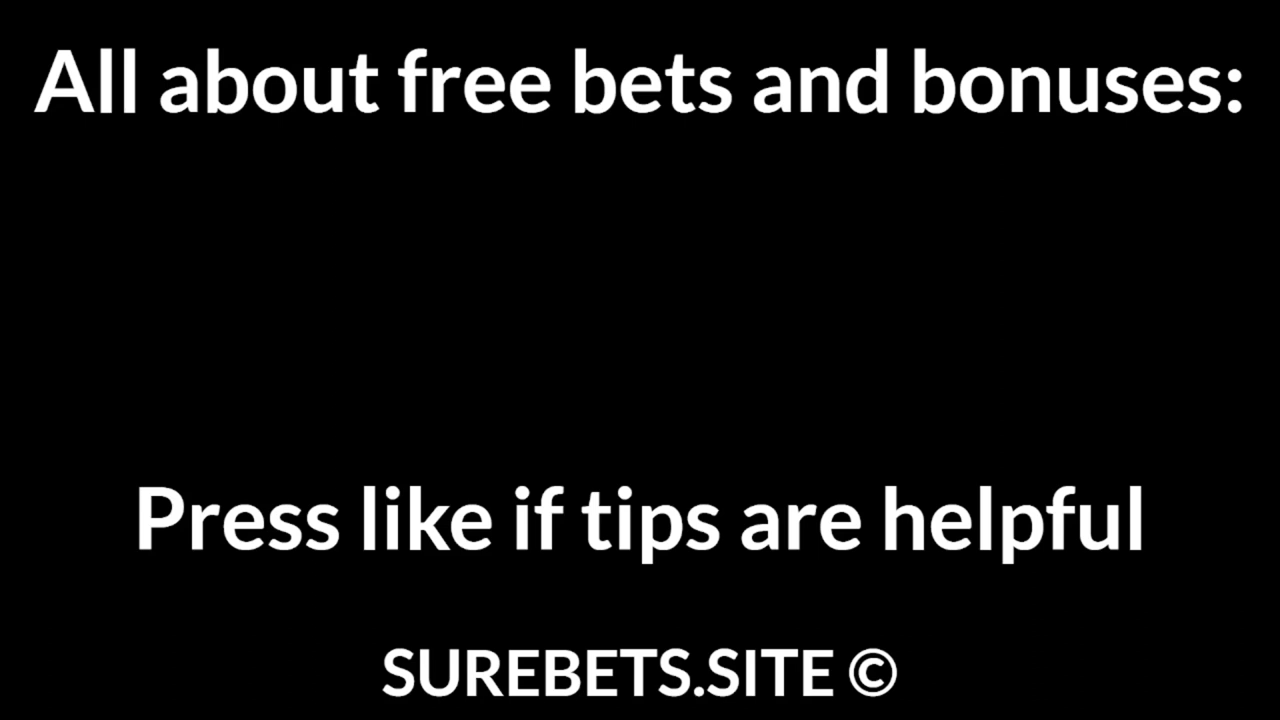 All about free bets and bonuses:
Press like if tips are helpful
SUREBETS.SITE ©